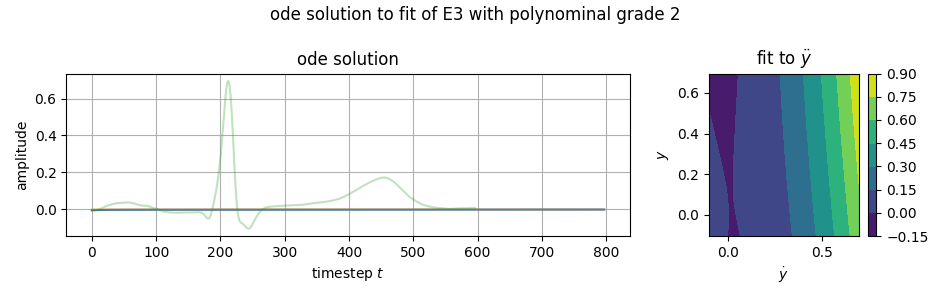 ode solution to fit of E3 with polynominal grade 2
ode solution
amplitude
0.6
0.4
0.2
0.0
0 100 200 300 400 500 600 700 800
timestep t
fit to ÿ
y
0.6
0.4
0.2
0.0
0.0 0.5
ẏ
0.90
0.75
0.60
0.45
0.30
0.15
0.00
−0.15